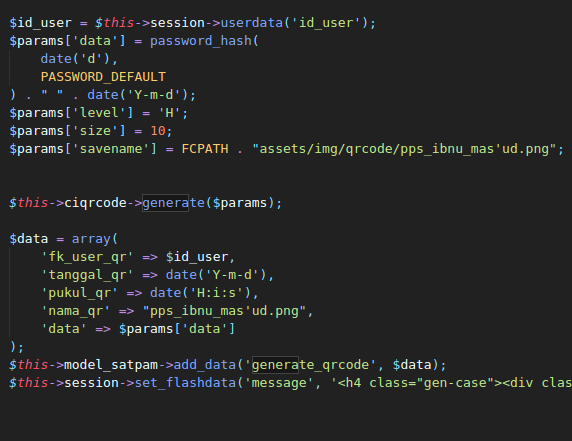 $id_user = $this->session->userdata('id_user');
$params['data'] = password_hash(
date('d'),
PASSWORD_DEFAULT
) . " " . date('Y-m-d');
$params['level'] = 'H';
$params['size'] = 10;
$params['savename'] = FCPATH . "assets/img/qrcode/pps_ibnu_mas'ud.png";
$this->ciqrcode->generate($params);
$data = array(
'fk_user_qr' => $id_user,
'tanggal_qr' => date('Y-m-d'),
'pukul_qr' => date('H:i:s'),
'nama_qr' => "pps_ibnu_mas'ud.png",
'data' => $params['data']
);
$this->model_satpam->add_data('generate_qrcode', $data);
$this->session->set_flashdata('message', '<h4 class="gen-case"><div clas